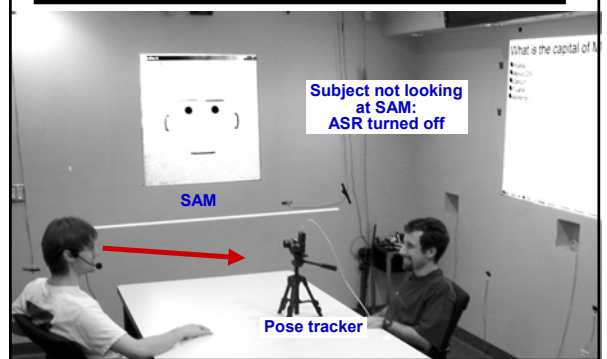 What is the capital of M
Subject not looking
at SAM:
ASR turned off
SAM
Pose tracker